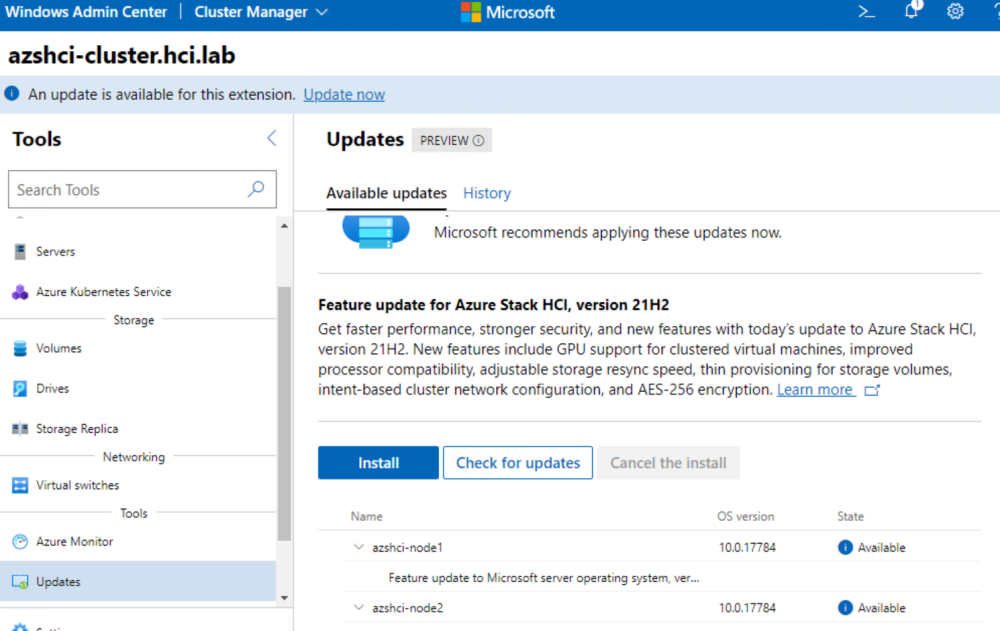 Windows Admin Center | Cluster Manager Microsoft 1
azshci-cluster.hci.lab
An update is available for this extension. Update now
Tools
Search Tools
Servers
Azure Kubernetes Service
Storage
Volumes
Drives
Storage Replica
Networking
Virtual switches
Tools
Azure Monitor
Updates
Updates PREVIEW
Available updates History
Microsoft recommends applying these updates now.
Feature update for Azure Stack HCI, version 21H2
Get faster performance, stronger security, and new features with today's update to Azure Stack HCI,
version 21H2. New features include GPU support for clustered virtual machines, improved
processor compatibility, adjustable storage resync speed, thin provisioning for storage volumes,
intent-based cluster network configuration, and AES-256 encryption. Learn more
Install Check for updates Cancel the install
Name OS version State
azshci-node1 10.0.17784 Available
Feature update to Microsoft server operating system, ver...
azshci-node2 10.0.17784 Available